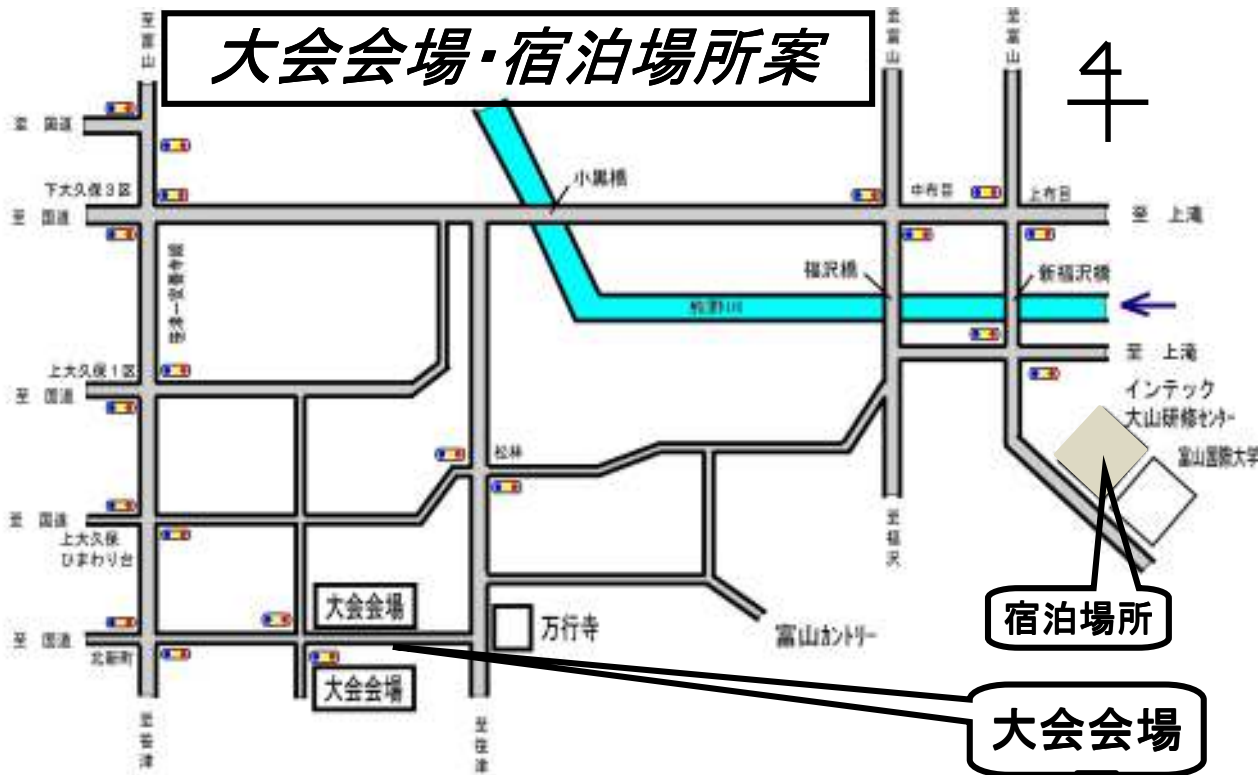 大会会場・宿泊場所案
至富山
至富山
至富山
至 国道
小黒橋
下大久保3区
中布目
上布目
至 国道
至 上滝
福沢橋
新福沢橋
至 上滝
上大久保1区
至 国道
インテック
大山研修センター
富山国際大学
松林
至 国道
上大久保
ひまわり台
至福沢
大会会場
宿泊場所
万行寺
富山カントリー
至 国道
北新町
大会会場
大会会場
至笹津
至笹津